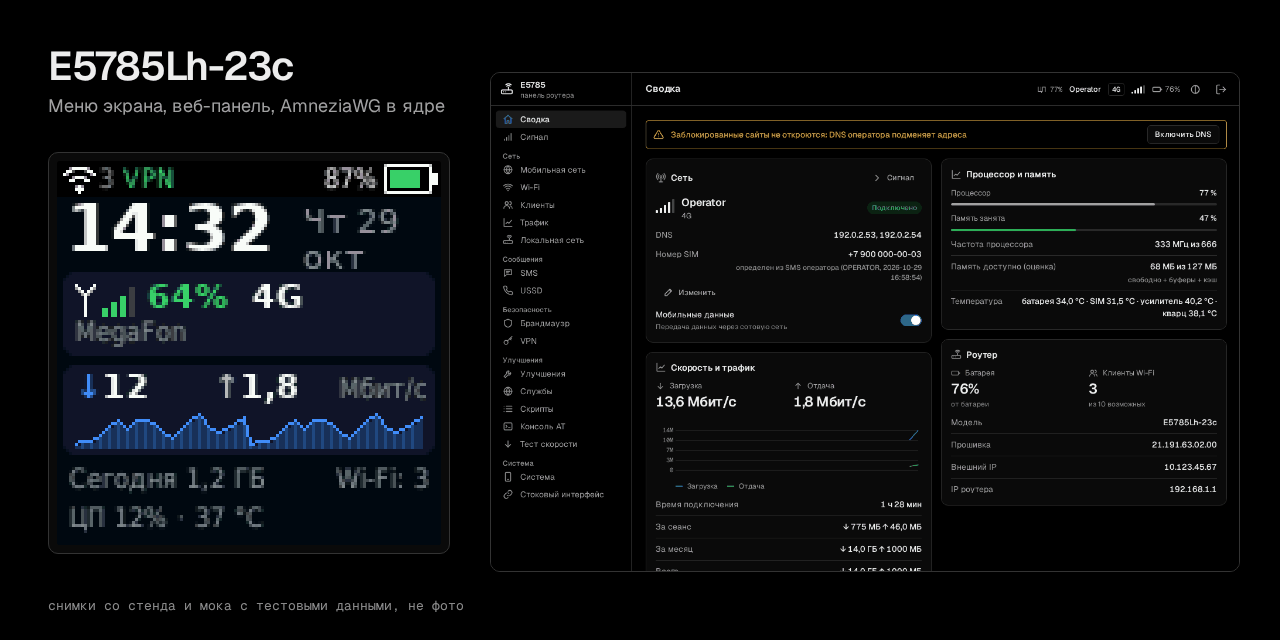 E5785Lh-23c
Меню экрана, веб-панель, AmneziaWG в ядре
3 VPN 87%
14:32 Чт 29 окт
64% 4G
MegaFon
↓12 ↑1,8 Мбит/с
Сегодня 1,2 ГБ Wi-Fi: 3
ЦП 12% · 37 °C
снимки со стенда и мока с тестовыми данными, не фото
E5785
панель роутера
Сводка
Сигнал
Сеть
Мобильная сеть
Wi-Fi
Клиенты
Трафик
Локальная сеть
Сообщения
SMS
USSD
Безопасность
Брандмауэр
VPN
Улучшения
Улучшения
Службы
Скрипты
Консоль AT
Тест скорости
Система
Система
Стоковый интерфейс
Сводка
ЦП 77% Operator 4G 76%
Заблокированные сайты не откроются: DNS оператора подменяет адреса
Включить DNS
Сеть
Сигнал
Operator
4G
Подключено
DNS 192.0.2.53, 192.0.2.54
Номер SIM +7 900 000-00-03
определен из SMS оператора (OPERATOR, 2026-10-29
16:58:54)
Изменить
Мобильные данные
Передача данных через сотовую сеть
Скорость и трафик
↓ Загрузка ↑ Отдача
13,6 Мбит/с 1,8 Мбит/с
14M
10M
7M
3M
0
Загрузка Отдача
Время подключения 1 ч 28 мин
За сеанс ↓ 775 МБ ↑ 46,0 МБ
За месяц ↓ 14,0 ГБ ↑ 1000 МБ
↓ 14,0 ГБ ↑ 1000 МБ
Процессор и память
Процессор 77 %
Память занята 47 %
Частота процессора 333 МГц из 666
Память доступно (оценка) 68 МБ из 127 МБ
свободно + буферы + кэш
Температура батарея 34,0 °C · SIM 31,5 °C · усилитель 40,2 °C ·
кварц 38,1 °C
Роутер
Батарея Клиенты Wi-Fi
76% 3
от батареи из 10 возможных
Модель E5785Lh-23c
Прошивка 21.191.63.02.00
Внешний IP 10.123.45.67
IP роутера 192.168.1.1